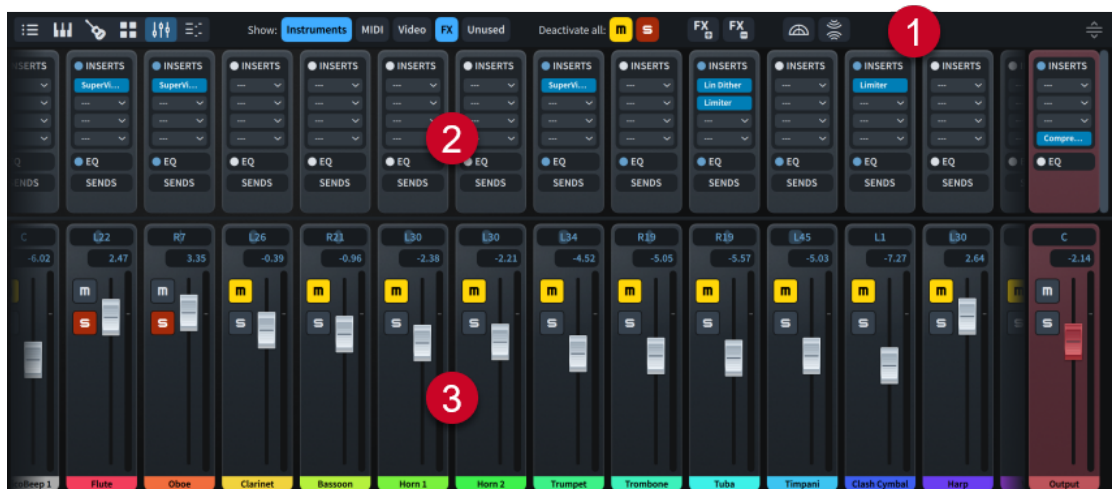 Show: Instruments MIDI Video FX Unused Deactivate all: m s FX FX 1
INSERTS INSERTS INSERTS INSERTS INSERTS INSERTS INSERTS INSERTS INSERTS INSERTS INSERTS INSERTS INSERTS
SuperVi... SuperVi... --- --- --- --- SuperVi... --- Lin Dither --- Limiter --- ---
--- --- --- --- --- --- --- --- Limiter --- --- --- ---
--- --- --- --- --- --- --- --- --- --- --- --- ---
--- --- --- --- --- --- --- --- --- --- --- --- Compre...
2
EQ EQ EQ EQ EQ EQ EQ EQ EQ EQ EQ EQ EQ
SENDS SENDS SENDS SENDS SENDS SENDS SENDS SENDS SENDS SENDS SENDS SENDS SENDS
C L22 R7 L26 R21 L30 L30 L34 R19 R19 L45 L1 L30 C
-6.02 2.47 3.35 -0.39 -0.96 -2.38 -2.21 -4.52 -5.05 -5.57 -5.03 -7.27 2.64 -2.14
m m m m m m m m m m m m m
s s s s s s s s s s s s s
3
Flute Oboe Clarinet Bassoon Horn 1 Horn 2 Trumpet Trombone Tuba Timpani Clash Cymbal Harp Output